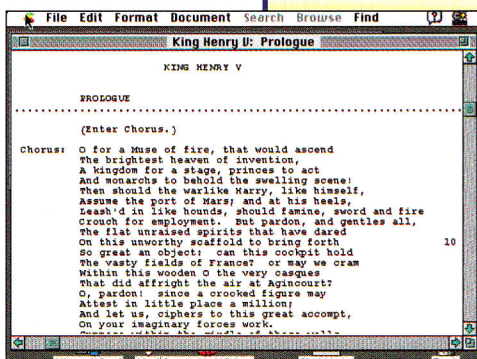 File Edit Format Document Search Browse Find
King Henry V: Prologue
KING HENRY V
PROLOGUE
(Enter Chorus.)
Chorus: O for a Muse of fire, that would ascend
The brightest heaven of invention,
A kingdom for a stage, princes to act
And monarchs to behold the swelling scene!
Then should the warlike Harry, like himself,
Assume the port of Mars; and at his heels,
Leash'd in like hounds, should famine, sword and fire
Crouch for employment. But pardon, and gentles all,
The flat unraised spirits that have dared
On this unworthy scaffold to bring forth 10
So great an object: can this cockpit hold
The vasty fields of France? or may we cram
Within this wooden O the very casques
That did affright the air at Agincourt?
O, pardon! since a crooked figure may
Attest in little place a million;
And let us, ciphers to this great accompt,
On your imaginary forces work.